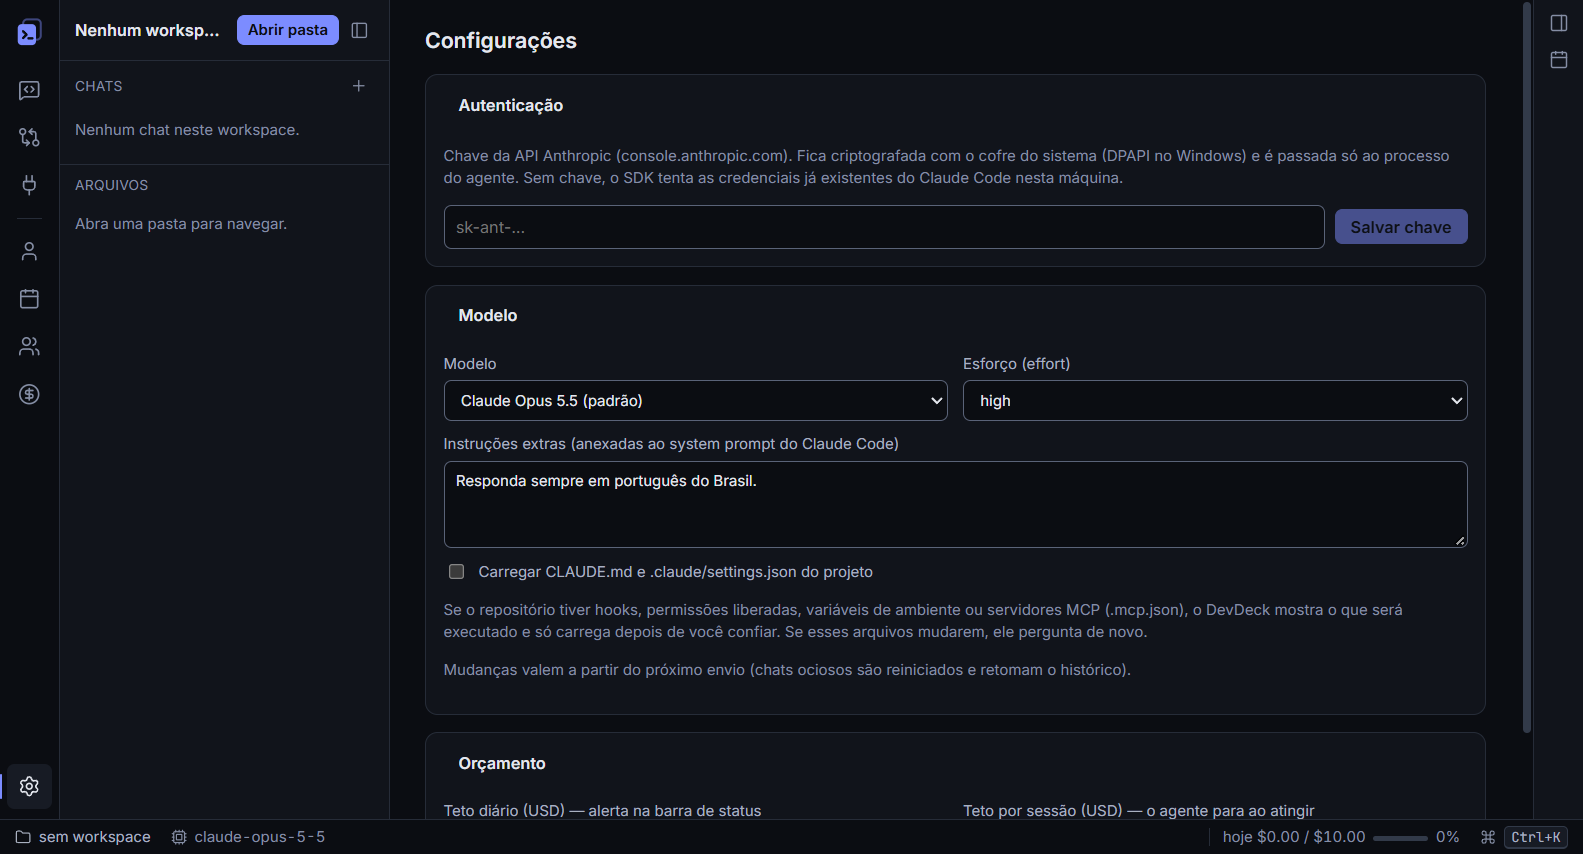 Nenhum worksp...
Abrir pasta
CHATS
Nenhum chat neste workspace.
ARQUIVOS
Abra uma pasta para navegar.
Configurações
Autenticação
Chave da API Anthropic (console.anthropic.com). Fica criptografada com o cofre do sistema (DPAPI no Windows) e é passada só ao processo
do agente. Sem chave, o SDK tenta as credenciais já existentes do Claude Code nesta máquina.
sk-ant-...
Salvar chave
Modelo
Modelo
Esforço (effort)
Claude Opus 5.5 (padrão)
high
Instruções extras (anexadas ao system prompt do Claude Code)
Responda sempre em português do Brasil.
Carregar CLAUDE.md e .claude/settings.json do projeto
Se o repositório tiver hooks, permissões liberadas, variáveis de ambiente ou servidores MCP (.mcp.json), o DevDeck mostra o que será
executado e só carrega depois de você confiar. Se esses arquivos mudarem, ele pergunta de novo.
Mudanças valem a partir do próximo envio (chats ociosos são reiniciados e retomam o histórico).
Orçamento
Teto diário (USD) — alerta na barra de status
Teto por sessão (USD) — o agente para ao atingir
sem workspace
claude-opus-5-5
hoje $0.00 / $10.00
0%
⌘ Ctrl+K